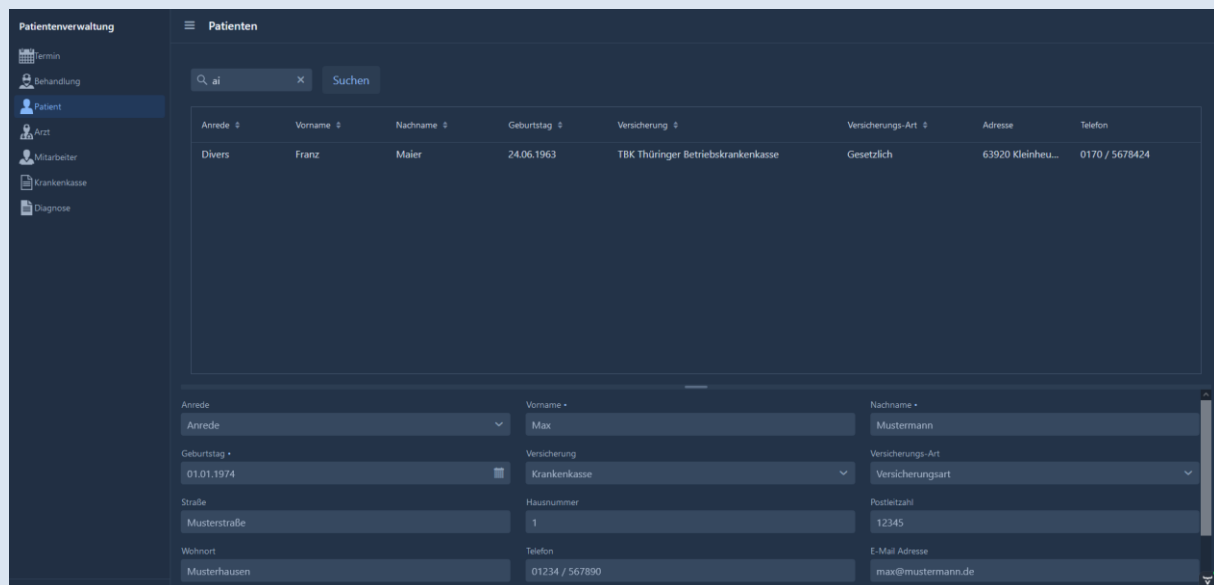 Patientenverwaltung
Patienten
Termin
Behandlung
Patient
Arzt
Mitarbeiter
Krankenkasse
Diagnose
ai Suchen
Anrede Vorname Nachname Geburtstag Versicherung Versicherungs-Art Adresse Telefon
Divers Franz Maier 24.06.1963 TBK Thüringer Betriebskrankenkasse Gesetzlich 63920 Kleinheu... 0170 / 5678424
Anrede Vorname • Nachname •
Anrede Max Mustermann
Geburtstag • Versicherung Versicherungs-Art
01.01.1974 Krankenkasse Versicherungsart
Straße Hausnummer Postleitzahl
Musterstraße 1 12345
Wohnort Telefon E-Mail Adresse
Musterhausen 01234 / 567890 max@mustermann.de